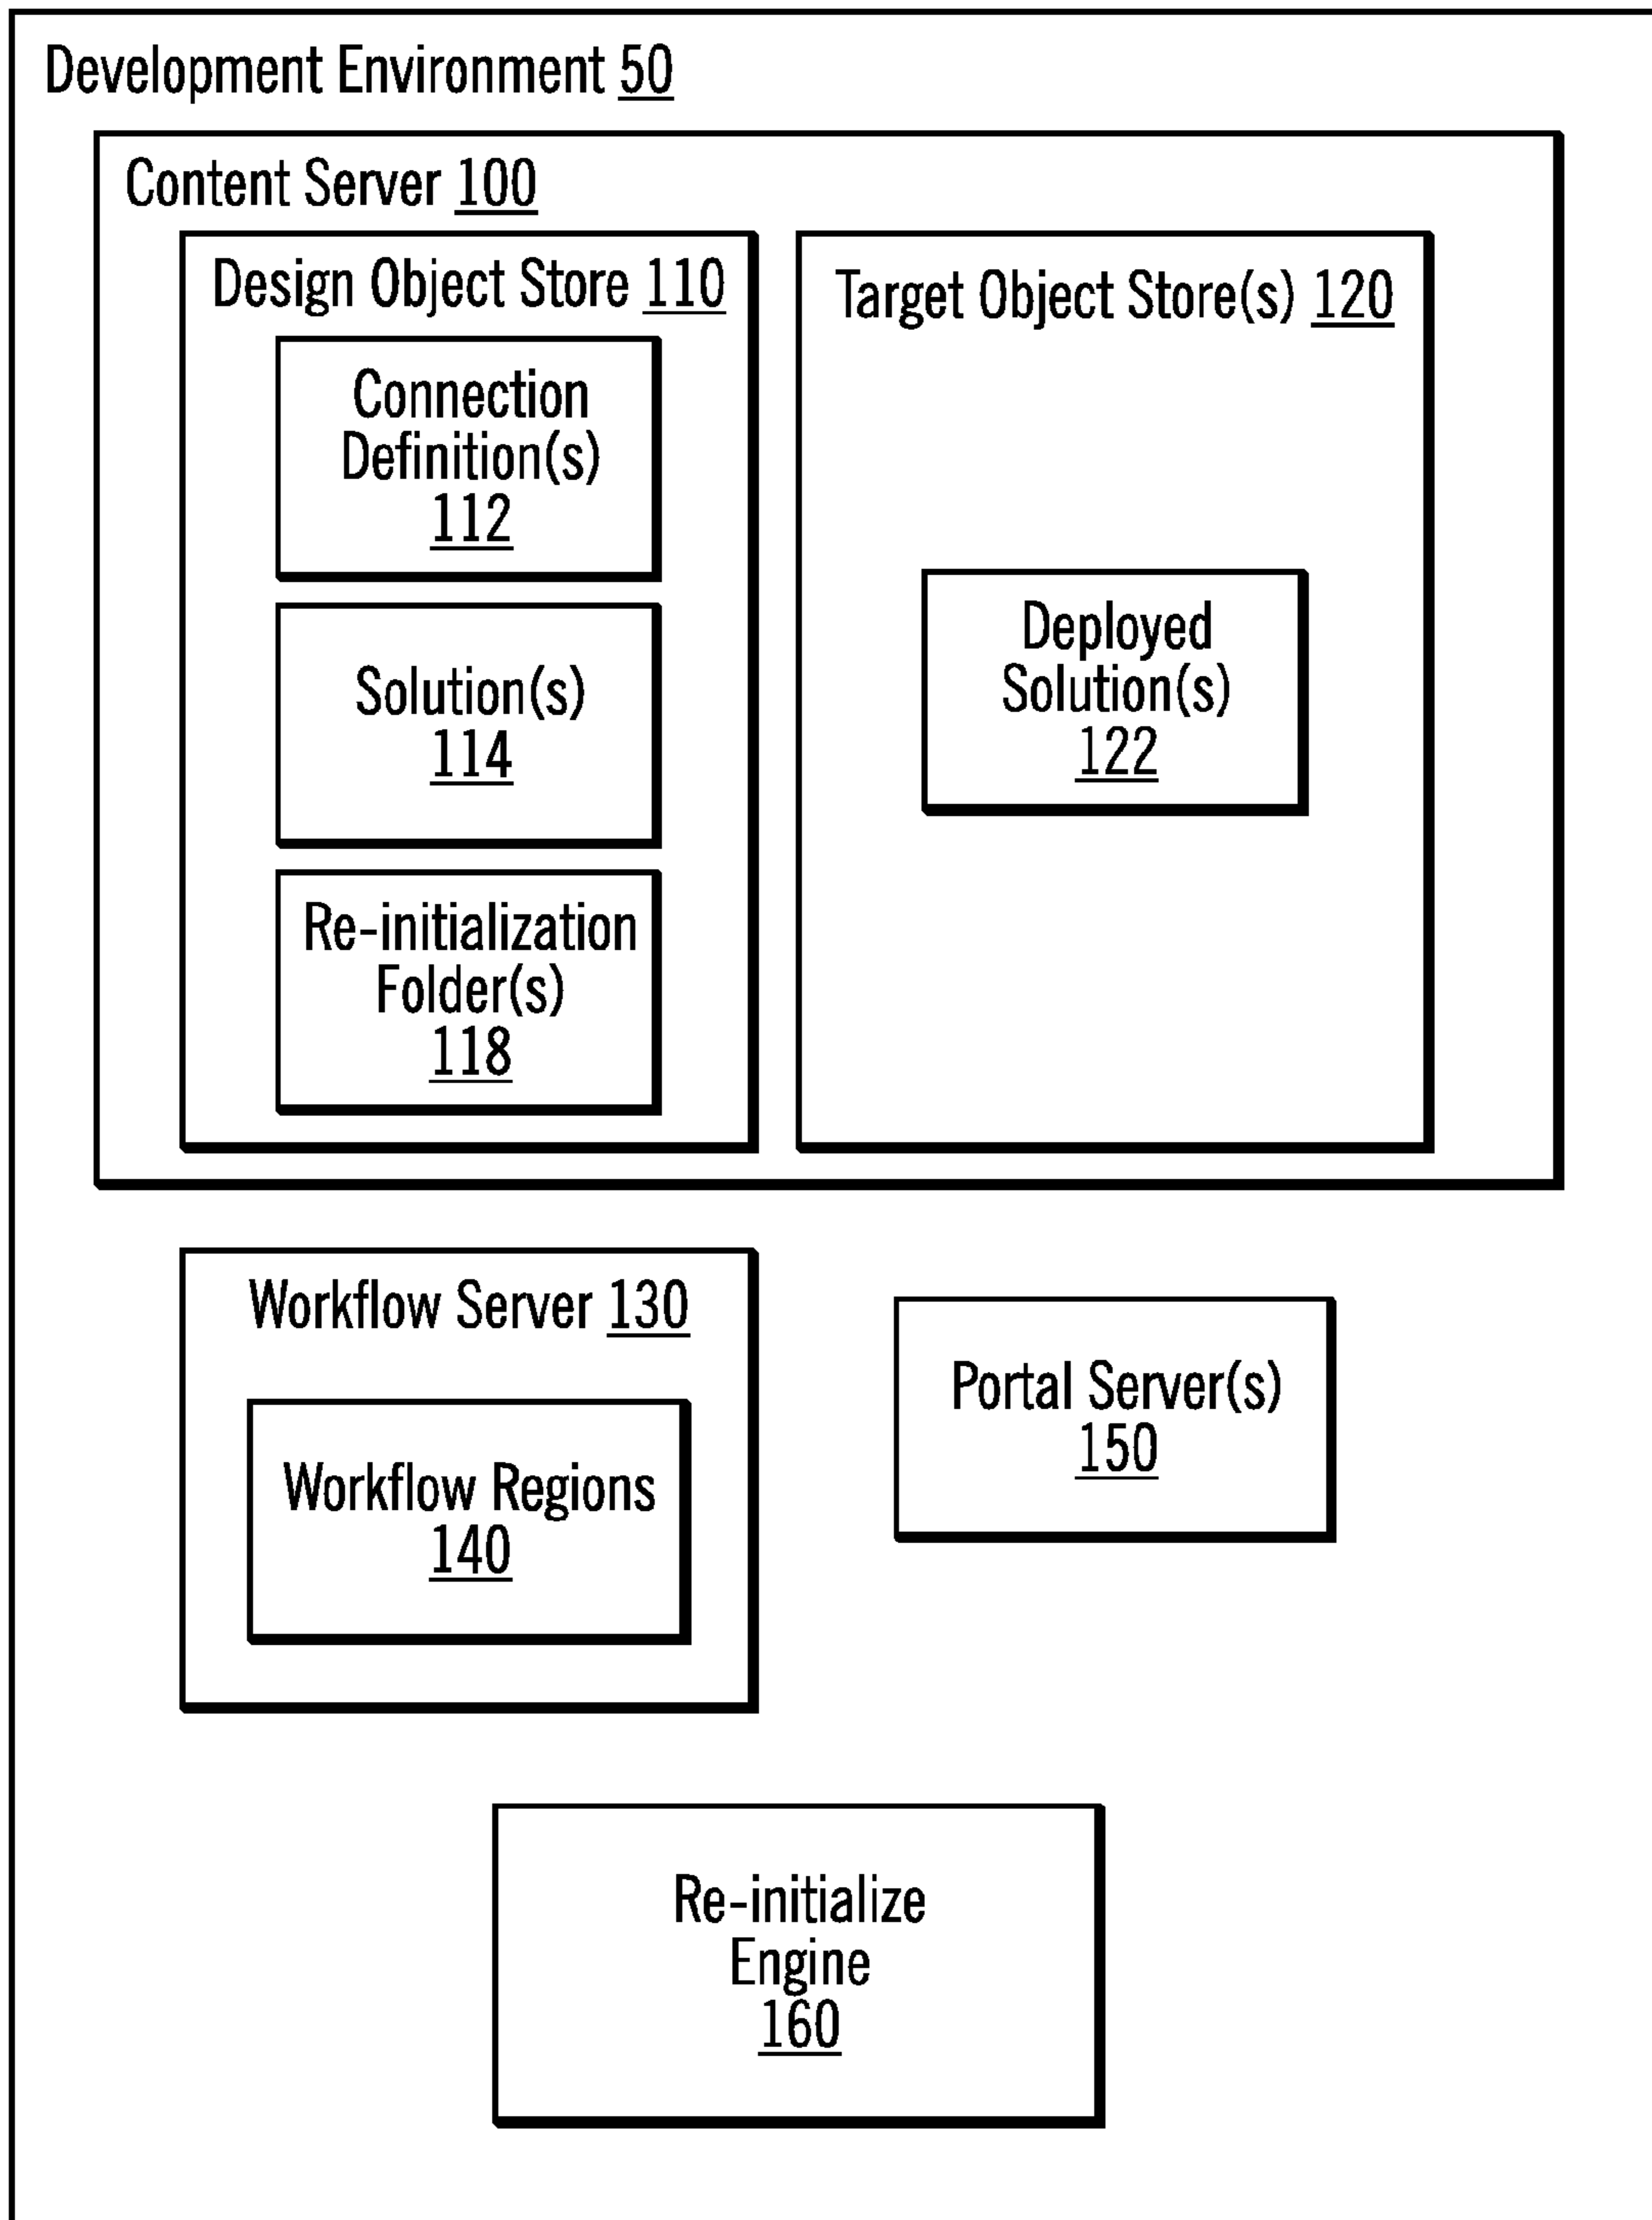 Development Environment 50
Content Server 100
Design Object Store 110
Connection
Definition(s)
112
Solution(s)
114
Re-initialization
Folder(s)
118
Target Object Store(s) 120
Deployed
Solution(s)
122
Workflow Server 130
Workflow Regions
140
Portal Server(s)
150
Re-initialize
Engine
160